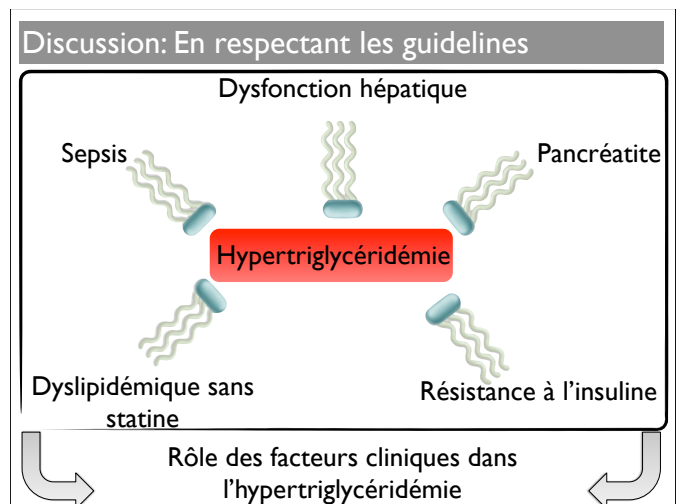 Discussion: En respectant les guidelines
Dysfonction hépatique
Sepsis
Pancréatite
Hypertriglycéridémie
Dyslipidémique sans
statine
Résistance à l’insuline
Rôle des facteurs cliniques dans
l’hypertriglycéridémie